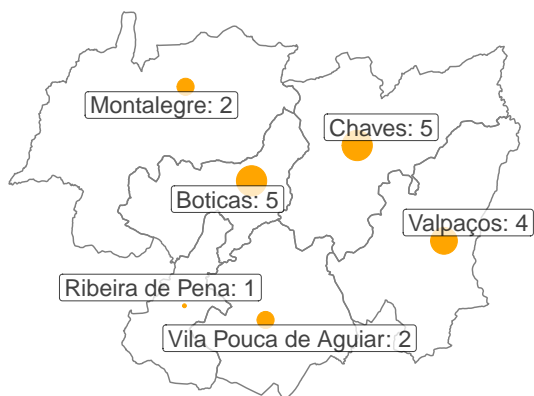 Montalegre: 2
Chaves: 5
Boticas: 5
Valpaços: 4
Ribeira de Pena: 1
Vila Pouca de Aguiar: 2